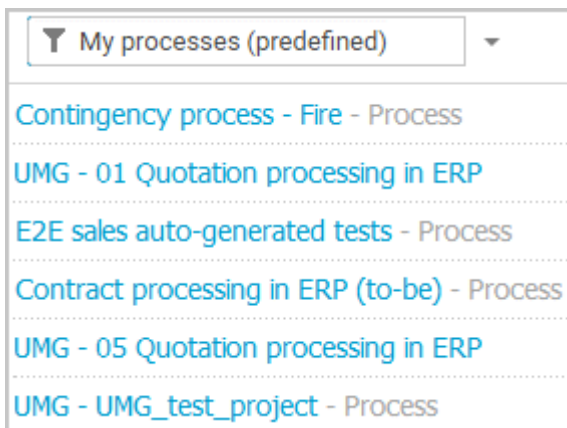 My processes (predefined)
Contingency process - Fire - Process
UMG - 01 Quotation processing in ERP
E2E sales auto-generated tests - Process
Contract processing in ERP (to-be) - Process
UMG - 05 Quotation processing in ERP
UMG - UMG_test_project - Process